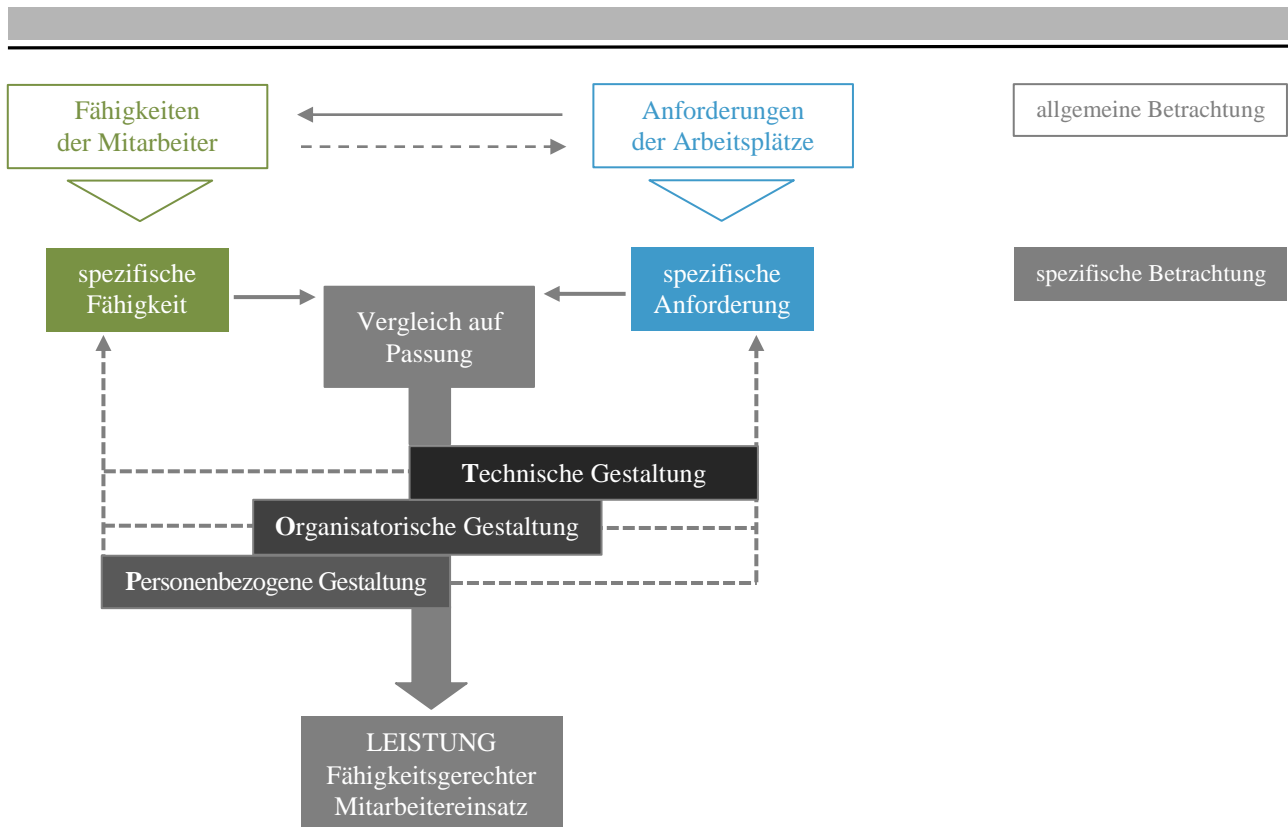 Fähigkeiten
der Mitarbeiter
Anforderungen
der Arbeitsplätze
allgemeine Betrachtung
spezifische
Fähigkeit
spezifische
Anforderung
spezifische Betrachtung
Vergleich auf
Passung
Technische Gestaltung
Organisatorische Gestaltung
Personenbezogene Gestaltung
LEISTUNG
Fähigkeitsgerechter
Mitarbeitereinsatz